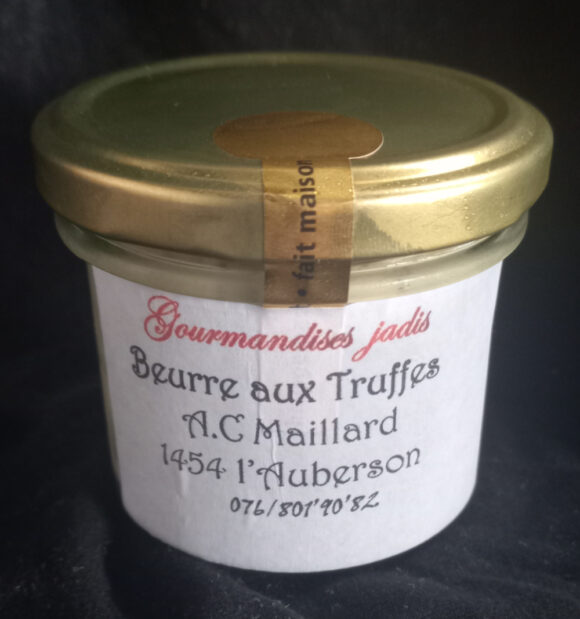 t • fait maison
Gourmandises jadis
Beurre aux Truffes
A.C Maillard
1454 l'Auberson
076/801'90'82